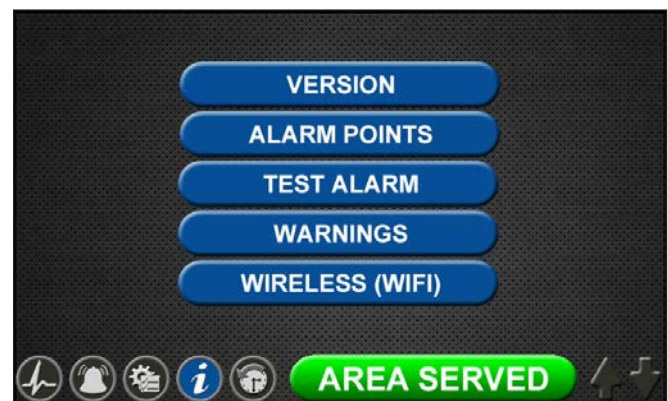 VERSION
ALARM POINTS
TEST ALARM
WARNINGS
WIRELESS (WIFI)
i AREA SERVED